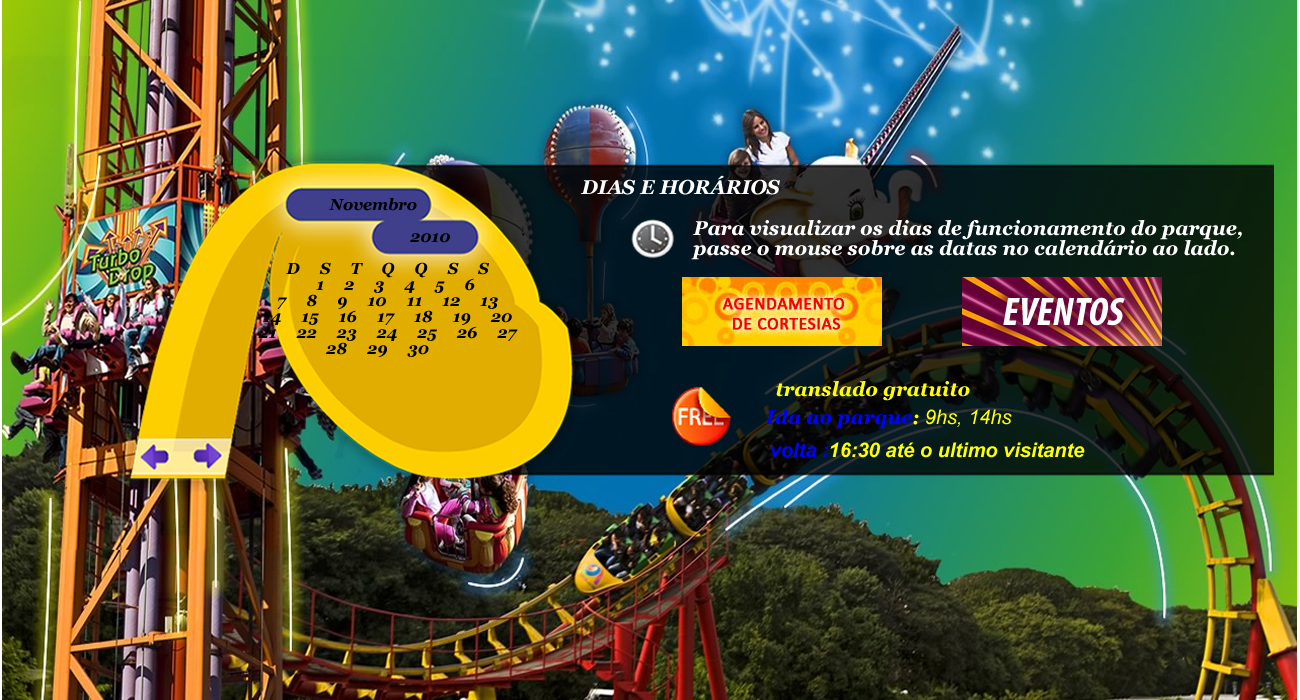 Novembro
2010
D S T Q Q S S
1 2 3 4 5 6
7 8 9 10 11 12 13
14 15 16 17 18 19 20
21 22 23 24 25 26 27
28 29 30
Turbo
Drop
DIAS E HORÁRIOS
Para visualizar os dias de funcionamento do parque,
passe o mouse sobre as datas no calendário ao lado.
AGENDAMENTO
DE CORTESIAS
EVENTOS
FREE
translado gratuito
Ida ao parque: 9hs, 14hs
volta :16:30 até o ultimo visitante